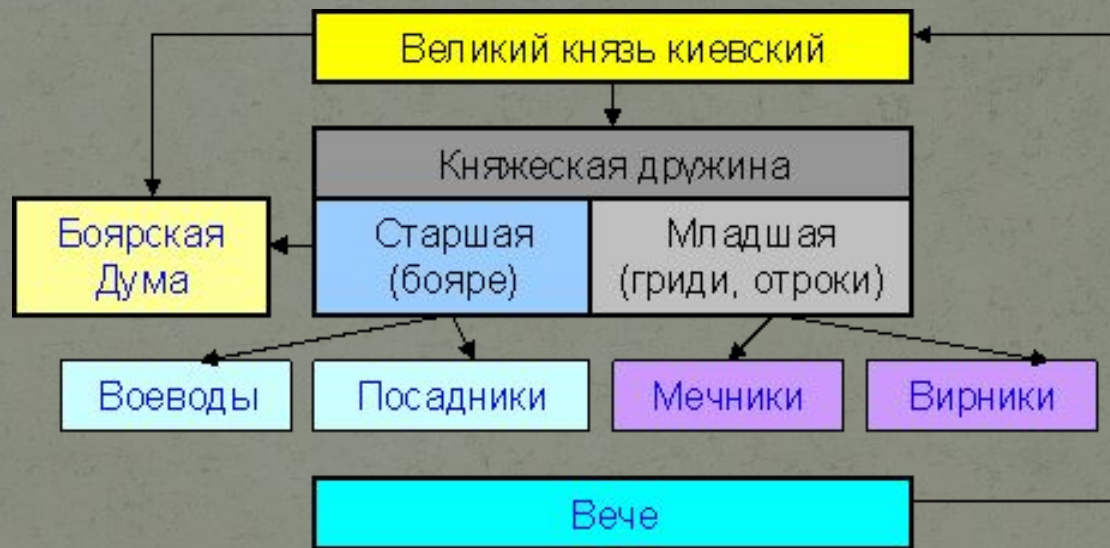 Великий князь киевский
Княжеская дружина
Боярская
Дума
Старшая
(бояре)
Младшая
(гриди, отроки)
Воеводы
Посадники
Мечники
Вирники
Вече